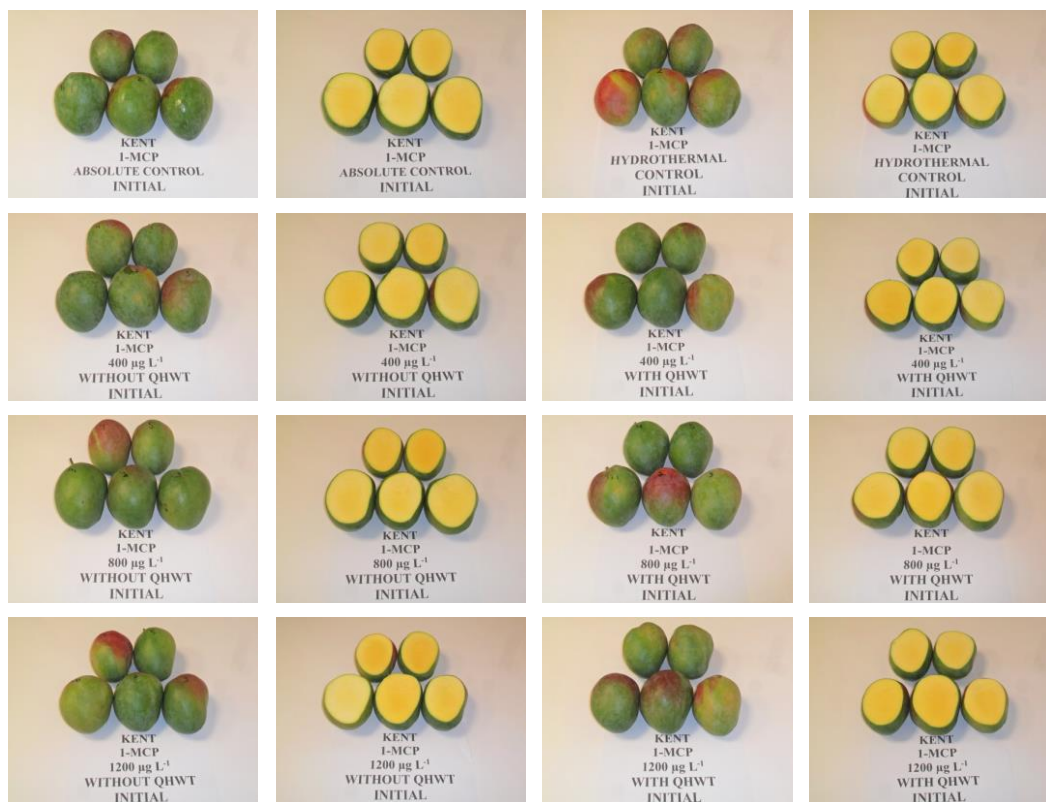 KENT
1-MCP
ABSOLUTE CONTROL
INITIAL
KENT
1-MCP
ABSOLUTE CONTROL
INITIAL
KENT
1-MCP
HYDROTHERMAL
CONTROL
INITIAL
KENT
1-MCP
HYDROTHERMAL
CONTROL
INITIAL
KENT
1-MCP
400 µg L⁻¹
WITHOUT QHWT
INITIAL
KENT
1-MCP
400 µg L⁻¹
WITHOUT QHWT
INITIAL
KENT
1-MCP
400 µg L⁻¹
WITH QHWT
INITIAL
KENT
1-MCP
400 µg L⁻¹
WITH QHWT
INITIAL
KENT
1-MCP
800 µg L⁻¹
WITHOUT QHWT
INITIAL
KENT
1-MCP
800 µg L⁻¹
WITHOUT QHWT
INITIAL
KENT
1-MCP
800 µg L⁻¹
WITH QHWT
INITIAL
KENT
1-MCP
800 µg L⁻¹
WITH QHWT
INITIAL
KENT
1-MCP
1200 µg L⁻¹
WITHOUT QHWT
INITIAL
KENT
1-MCP
1200 µg L⁻¹
WITHOUT QHWT
INITIAL
KENT
1-MCP
1200 µg L⁻¹
WITH QHWT
INITIAL
KENT
1-MCP
1200 µg L⁻¹
WITH QHWT
INITIAL